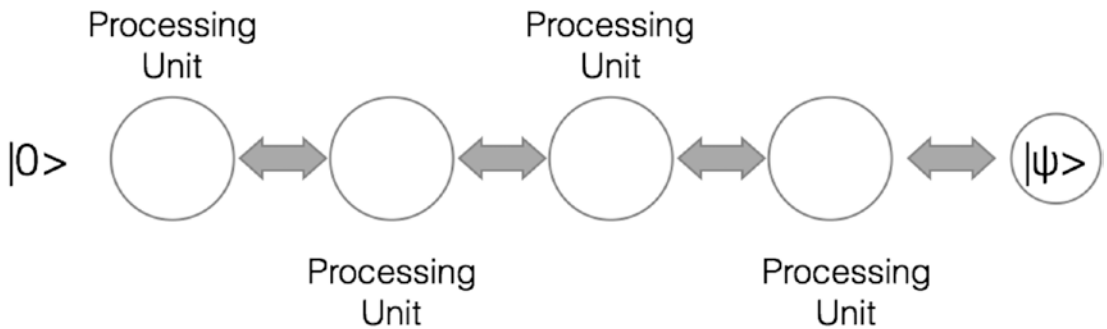 Processing
Unit
Processing
Unit
|0>
|ψ>
Processing
Unit
Processing
Unit